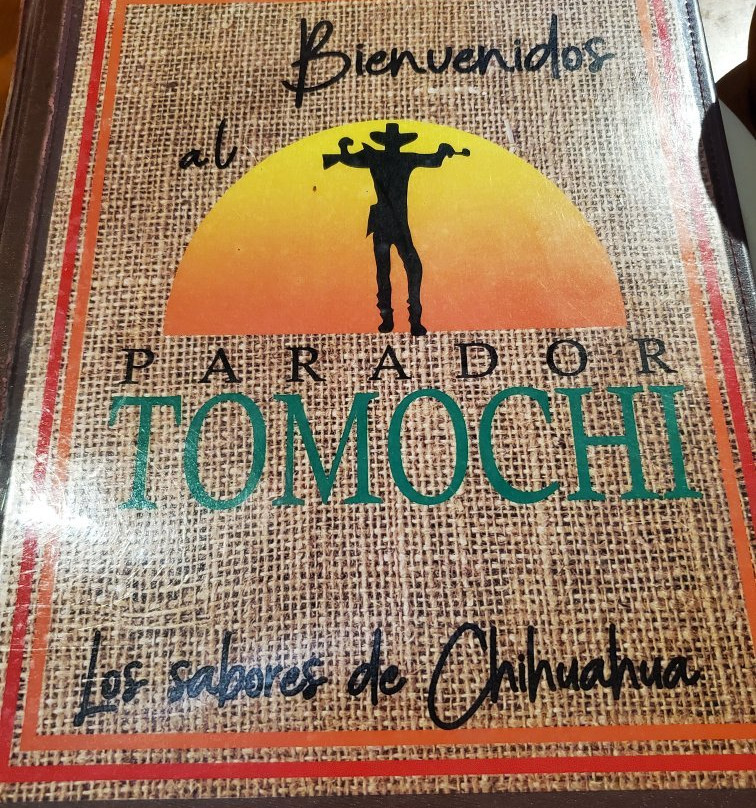 Bienvenidos
al
PARADOR
TOMOCHI
Los sabores de Chihuahua